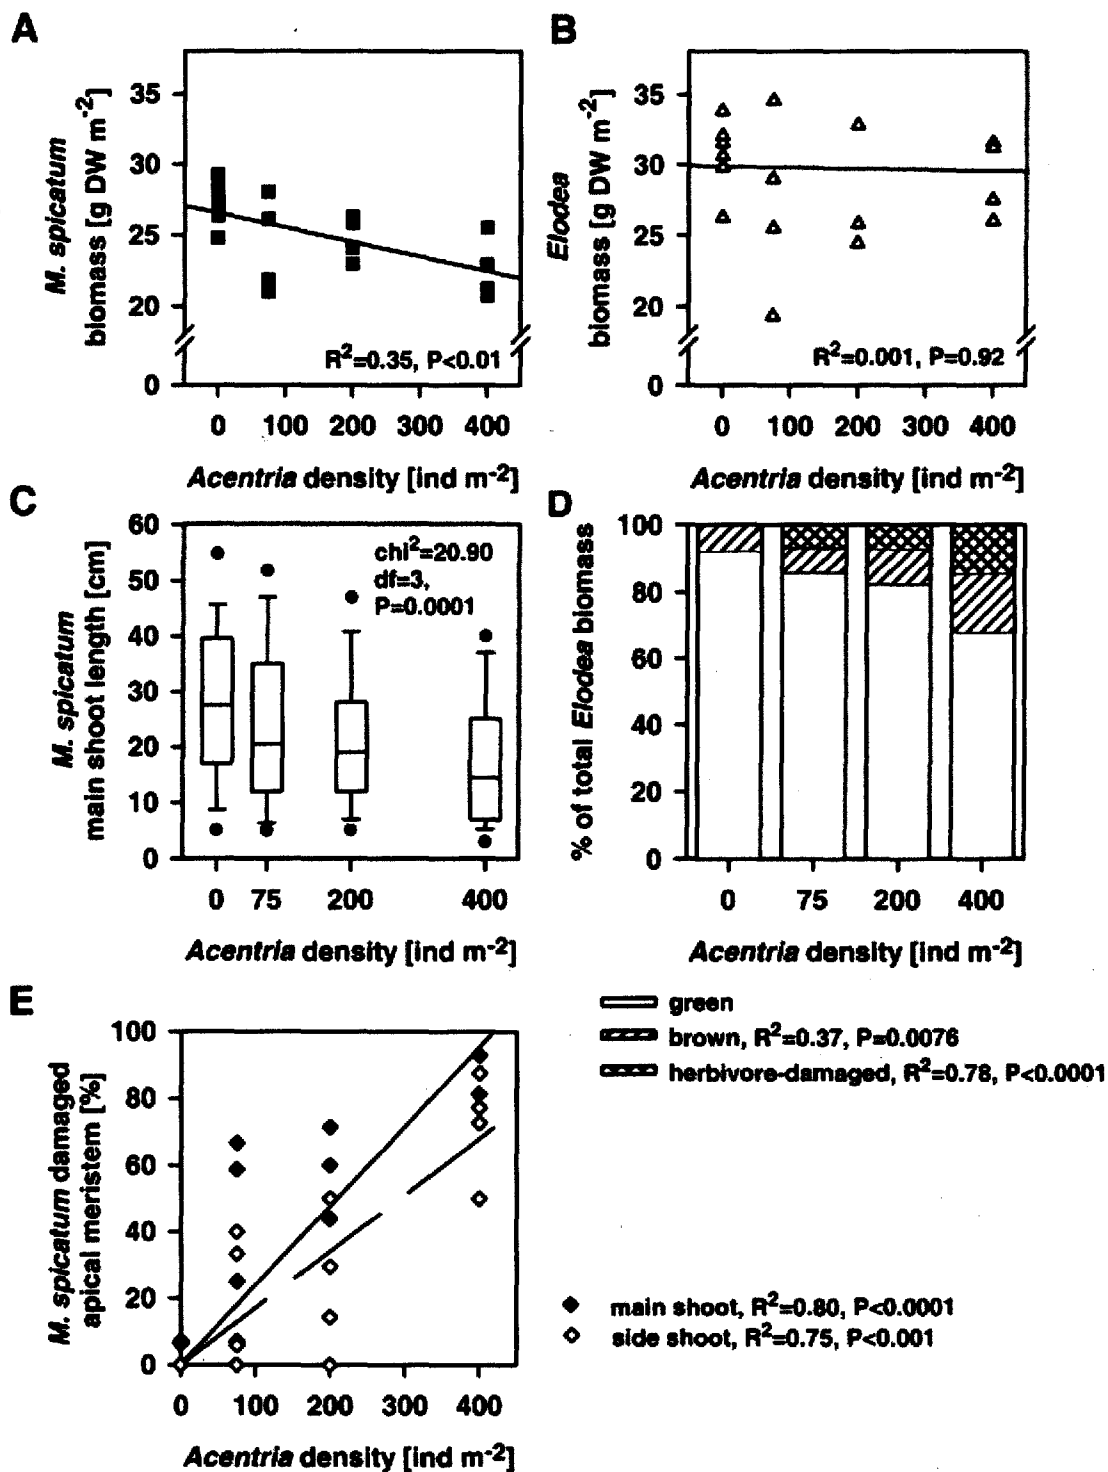 A
M. spicatum
biomass [g DW m-2]
35
30
25
20
0
R2=0.35, P<0.01
0 100 200 300 400
Acentria density [ind m-2]
B
Elodea
biomass [g DW m-2]
35
30
25
20
0
R2=0.001, P=0.92
0 100 200 300 400
Acentria density [ind m-2]
C
M. spicatum
main shoot length [cm]
60
50
40
30
20
10
0
chi2=20.90
df=3,
P=0.0001
0 75 200 400
Acentria density [ind m-2]
D
% of total Elodea biomass
100
80
60
40
20
0
0 75 200 400
Acentria density [ind m-2]
green
brown, R2=0.37, P=0.0076
herbivore-damaged, R2=0.78, P<0.0001
E
M. spicatum damaged
apical meristem [%]
100
80
60
40
20
0
0 100 200 300 400
Acentria density [ind m-2]
main shoot, R2=0.80, P<0.0001
side shoot, R2=0.75, P<0.001